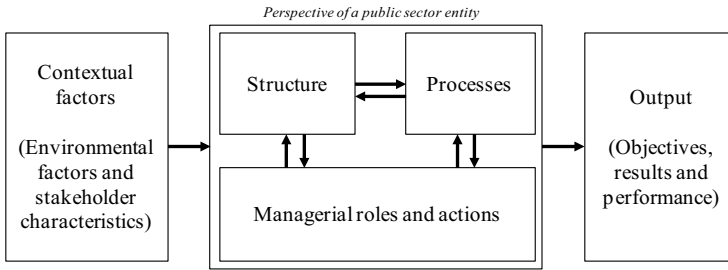 Perspective of a public sector entity
Contextual
factors
(Environmental
factors and
stakeholder
characteristics)
Structure
Processes
Managerial roles and actions
Output
(Objectives,
results and
performance)